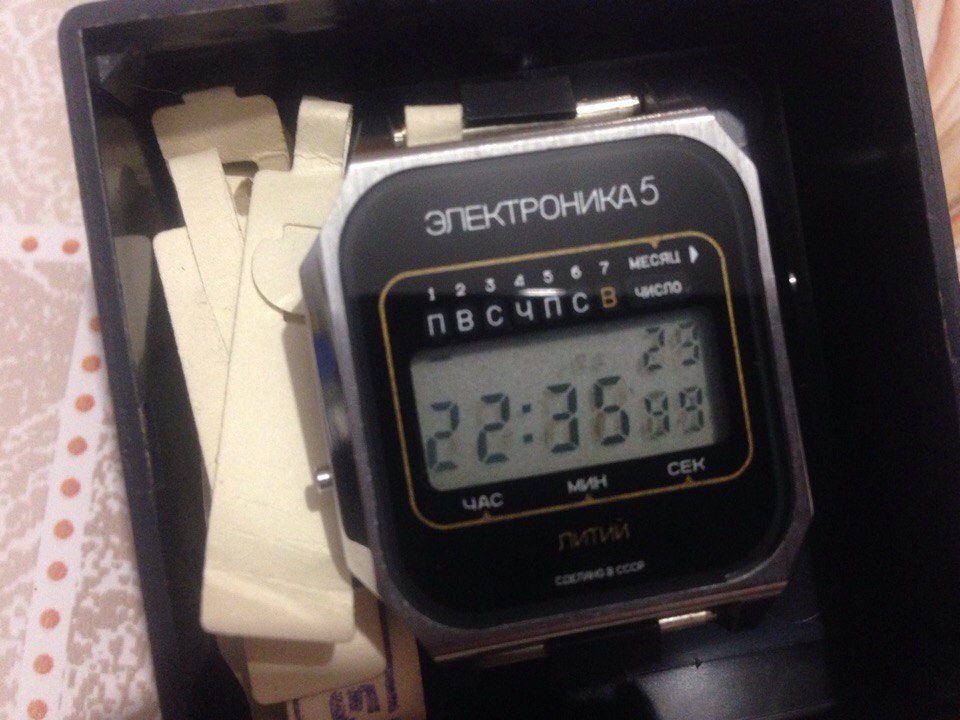 ЭЛЕКТРОНИКА 5
1 2 3 4 5 6 7 МЕСЯЦ
П В С Ч П С В ЧИСЛО
29
22:36
ЧАС МИН СЕК
ЛИТИЙ
СДЕЛАНО В СССР